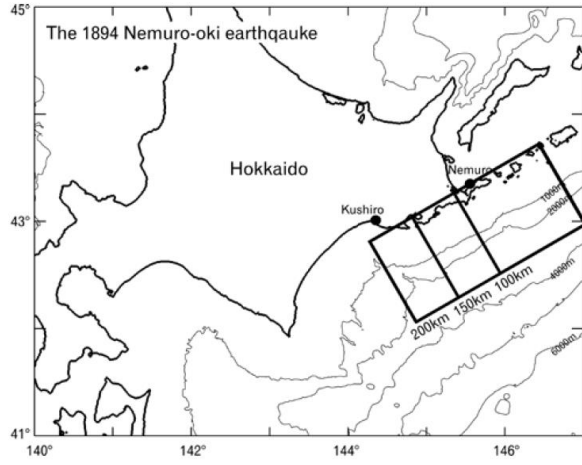 45°
The 1894 Nemuro-oki earthqauke
Hokkaido
Nemuro
Kushiro
43°
1000m
2000m
4000m
6000m
200km
150km
100km
41°
140
142
144
146